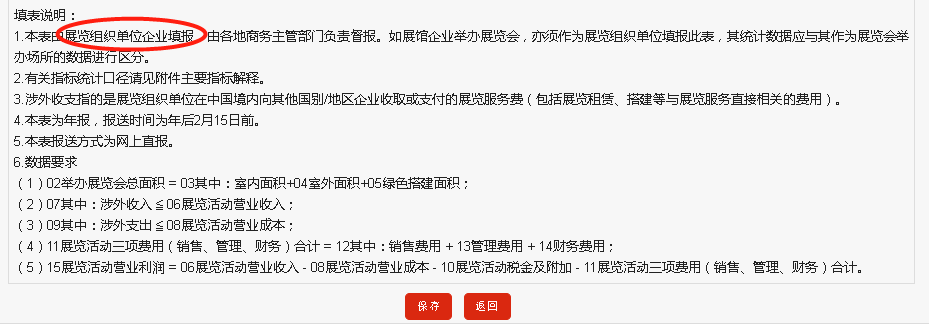 填表说明：
1.本表由展览组织单位企业填报，由各地商务主管部门负责督报。如展馆企业举办展览会，亦须作为展览组织单位填报此表，其统计数据应与其作为展览会举
办场所的数据进行区分。
2.有关指标统计口径请见附件主要指标解释。
3.涉外收支指的是展览组织单位在中国境内向其他国别/地区企业收取或支付的展览服务费（包括展览租赁、搭建等与展览服务直接相关的费用）。
4.本表为年报，报送时间为年后2月15日前。
5.本表报送方式为网上直报。
6.数据要求
（1）02举办展览会总面积 = 03其中：室内面积+04室外面积+05绿色搭建面积；
（2）07其中：涉外收入 ≦ 06展览活动营业收入；
（3）09其中：涉外支出 ≦ 08展览活动营业成本；
（4）11展览活动三项费用（销售、管理、财务）合计 = 12其中：销售费用 + 13管理费用 + 14财务费用；
（5）15展览活动营业利润 = 06展览活动营业收入 - 08展览活动营业成本 - 10展览活动税金及附加 - 11展览活动三项费用（销售、管理、财务）合计。
保存 返回